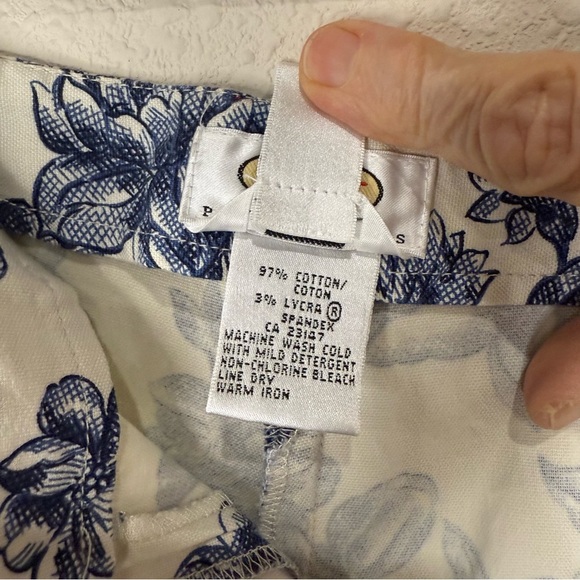 P S
97% COTTON/
COTON
3% LYCRA ®
SPANDEX
CA 23147
MACHINE WASH COLD
WITH MILD DETERGENT
NON-CHLORINE BLEACH
LINE DRY
WARM IRON